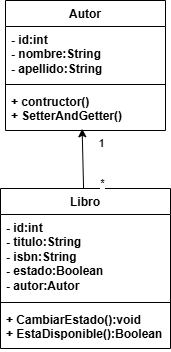 Autor
- id:int
- nombre:String
- apellido:String
+ contructor()
+ SetterAndGetter()
1
*
Libro
- id:int
- titulo:String
- isbn:String
- estado:Boolean
- autor:Autor
+ CambiarEstado():void
+ EstaDisponible():Boolean